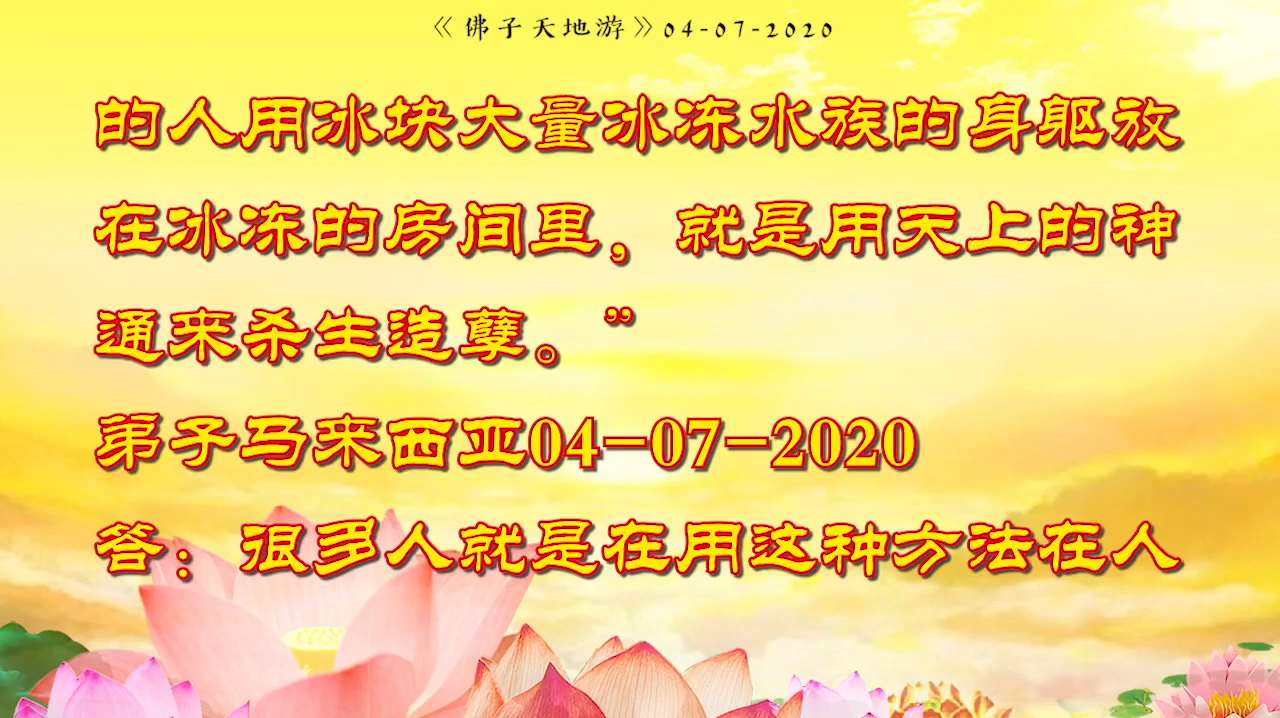 《佛子天地游》04-07-2020
的人用冰块大量冰冻水族的身躯放
在冰冻的房间里，就是用天上的神
通来杀生造孽。”
弟子马来西亚04-07-2020
答：很多人就是在用这种方法在人